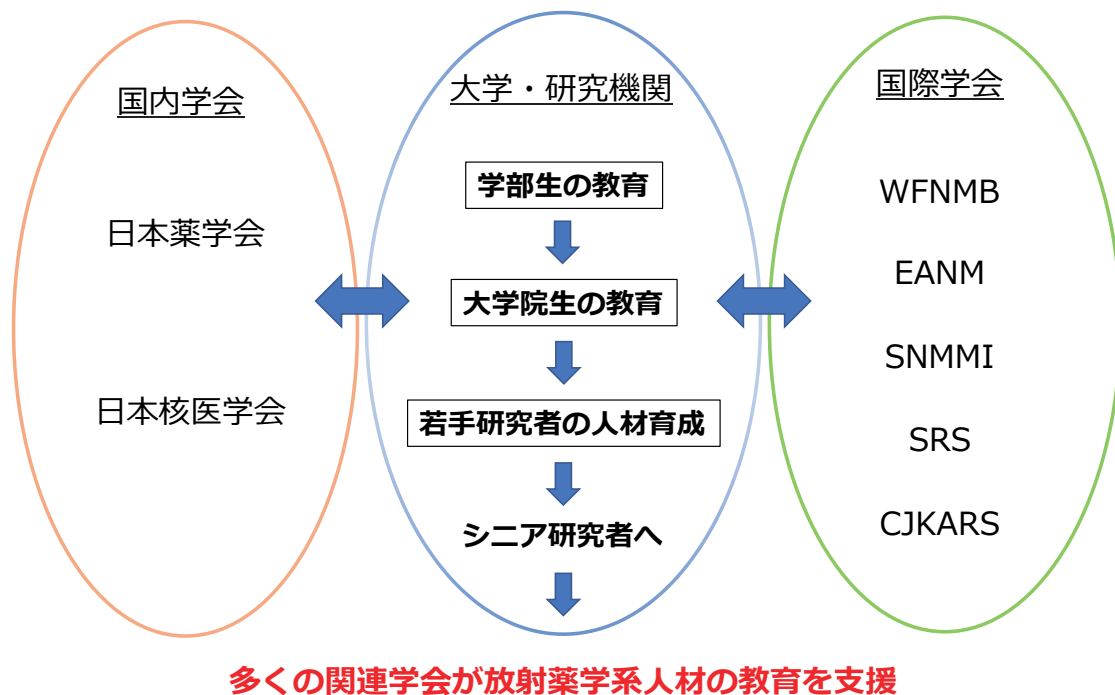 国内学会
日本薬学会
日本核医学会
大学・研究機関
学部生の教育
大学院生の教育
若手研究者の人材育成
シニア研究者へ
国際学会
WFNMB
EANM
SNMMI
SRS
CJKARS
多くの関連学会が放射薬学系人材の教育を支援